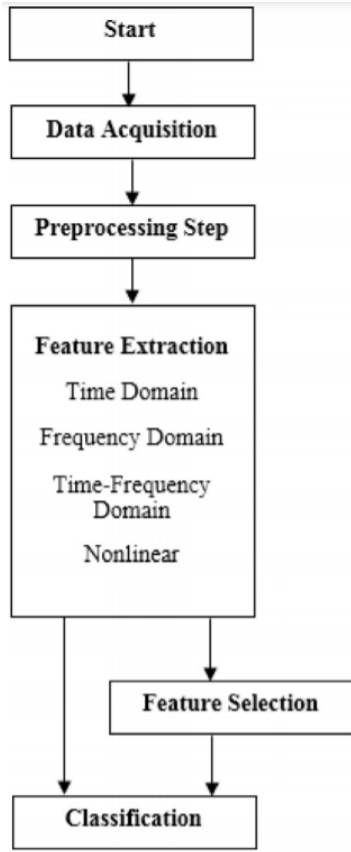 Start
Data Acquisition
Preprocessing Step
Feature Extraction
Time Domain
Frequency Domain
Time-Frequency
Domain
Nonlinear
Feature Selection
Classification